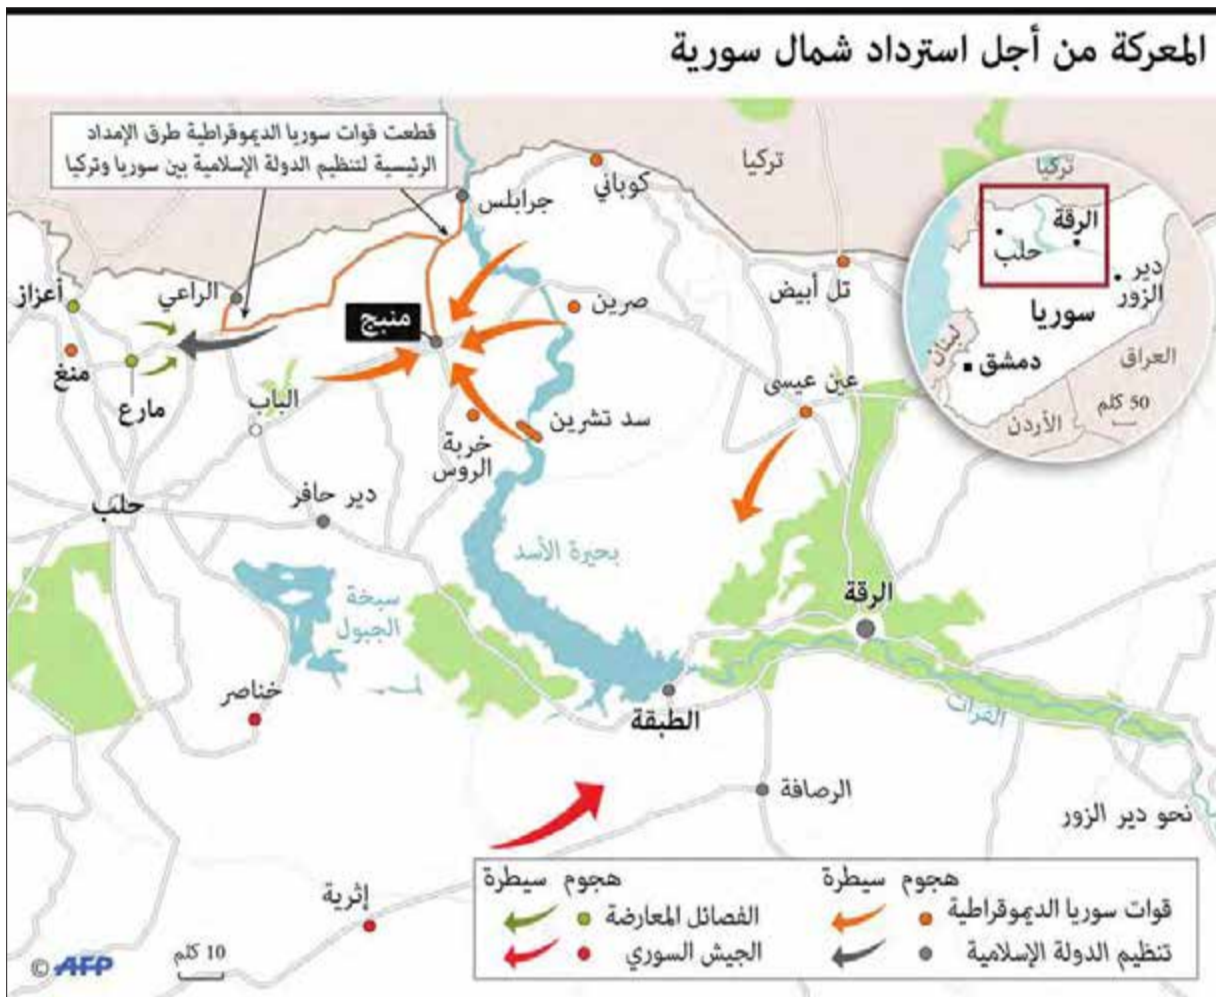 المعركة من أجل استرداد شمال سورية
قطعت قوات سوريا الديموقراطية طرق الإمداد
الرئيسية لتنظيم الدولة الإسلامية بين سوريا وتركيا
تركيا
كوباني
جرابلس
تركيا
الرقة
حلب
دير
الزور
سوريا
لبنان
دمشق
العراق
الأردن
50 كلم
أعزاز
الراعي
منبج
صرين
تل أبيض
منغ
مارع
الباب
خربة
الروس
سد تشرين
عين عيسى
حلب
دير حافر
بحيرة الأسد
سبخة
الجبول
الرقة
خناصر
الطبقة
الفرات
الرصافة
نحو دير الزور
إثرية
هجوم سيطرة
قوات سوريا الديموقراطية
تنظيم الدولة الإسلامية
هجوم سيطرة
الفصائل المعارضة
الجيش السوري
10 كلم
© AFP